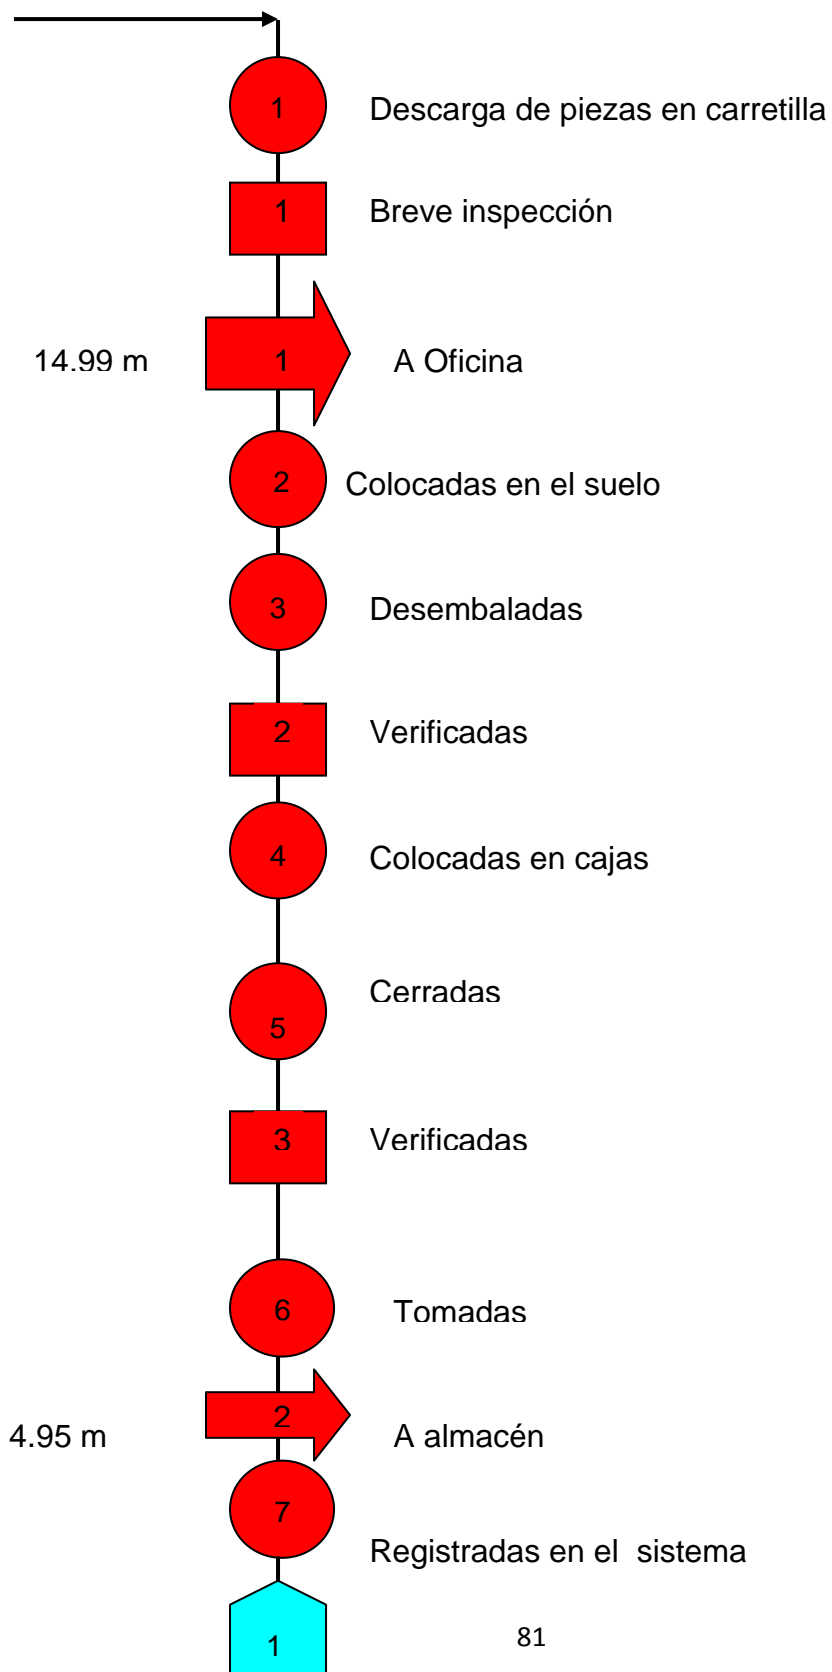 1 Descarga de piezas en carretilla
1 Breve inspección
14.99 m 1 A Oficina
2 Colocadas en el suelo
3 Desembaladas
2 Verificadas
4 Colocadas en cajas
5 Cerradas
3 Verificadas
6 Tomadas
4.95 m 2 A almacén
7 Registradas en el sistema
1 81